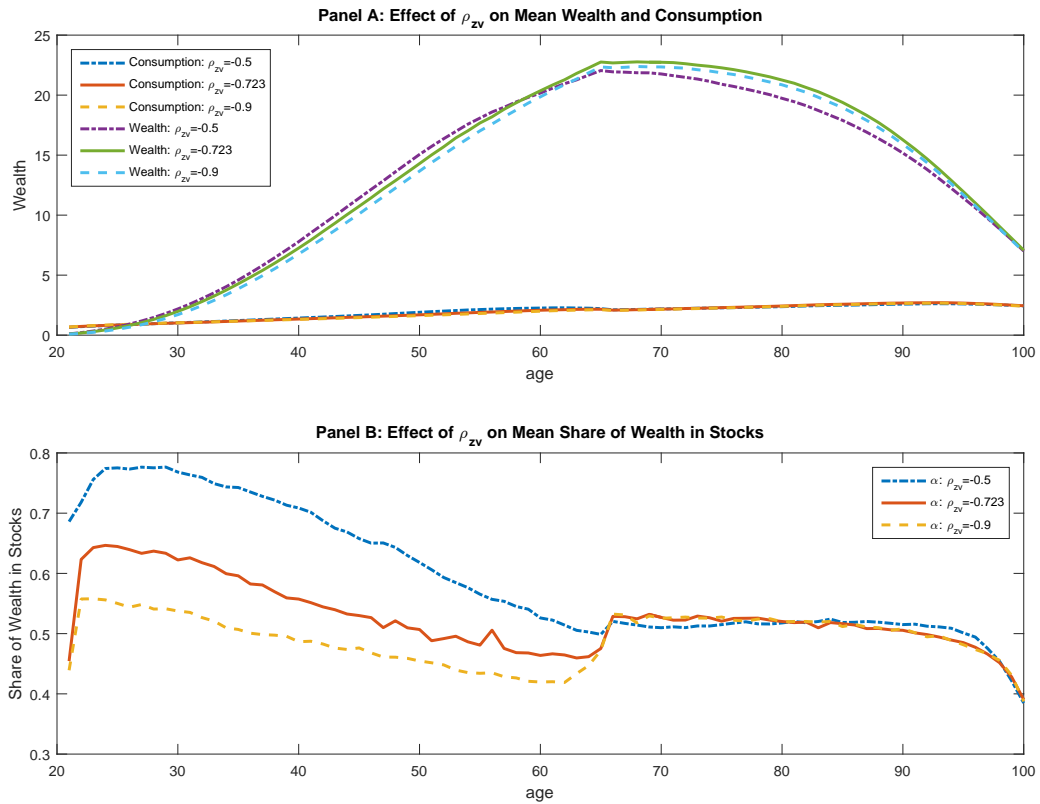 Panel A: Effect of ρzv on Mean Wealth and Consumption
25
20
15
10
5
0
Wealth
Consumption: ρzv=-0.5
Consumption: ρzv=-0.723
Consumption: ρzv=-0.9
Wealth: ρzv=-0.5
Wealth: ρzv=-0.723
Wealth: ρzv=-0.9
20 30 40 50 60 70 80 90 100
age
Panel B: Effect of ρzv on Mean Share of Wealth in Stocks
0.8
0.7
0.6
0.5
0.4
0.3
Share of Wealth in Stocks
α: ρzv=-0.5
α: ρzv=-0.723
α: ρzv=-0.9
20 30 40 50 60 70 80 90 100
age